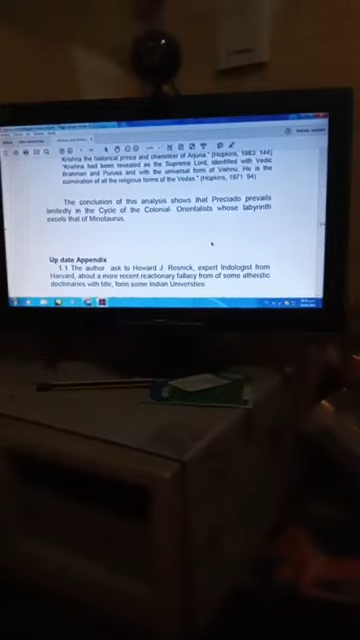 Krishna the historical prince and charioteer of Arjuna." (Hopkins, 1982: 144)
"Krishna had been revealed as the Supreme Lord, identified with Vedic
Brahman and Purusa and with the universal form of Vishnu. He is the
culmination of all the religious forms of the Vedas." (Hopkins, 1971: 94)
The conclusion of this analysis shows that Preciado prevails
limitedly in the Cycle of the Colonial- Orientalists whose labyrinth
excels that of Minotaurus.
Up date Appendix
1.1 The author ask to Howard J. Resnick, expert Indologist from
Harvard, about a more recent reactionary fallacy from of some atheistic
doctrinaries with title, form some Indian Universities